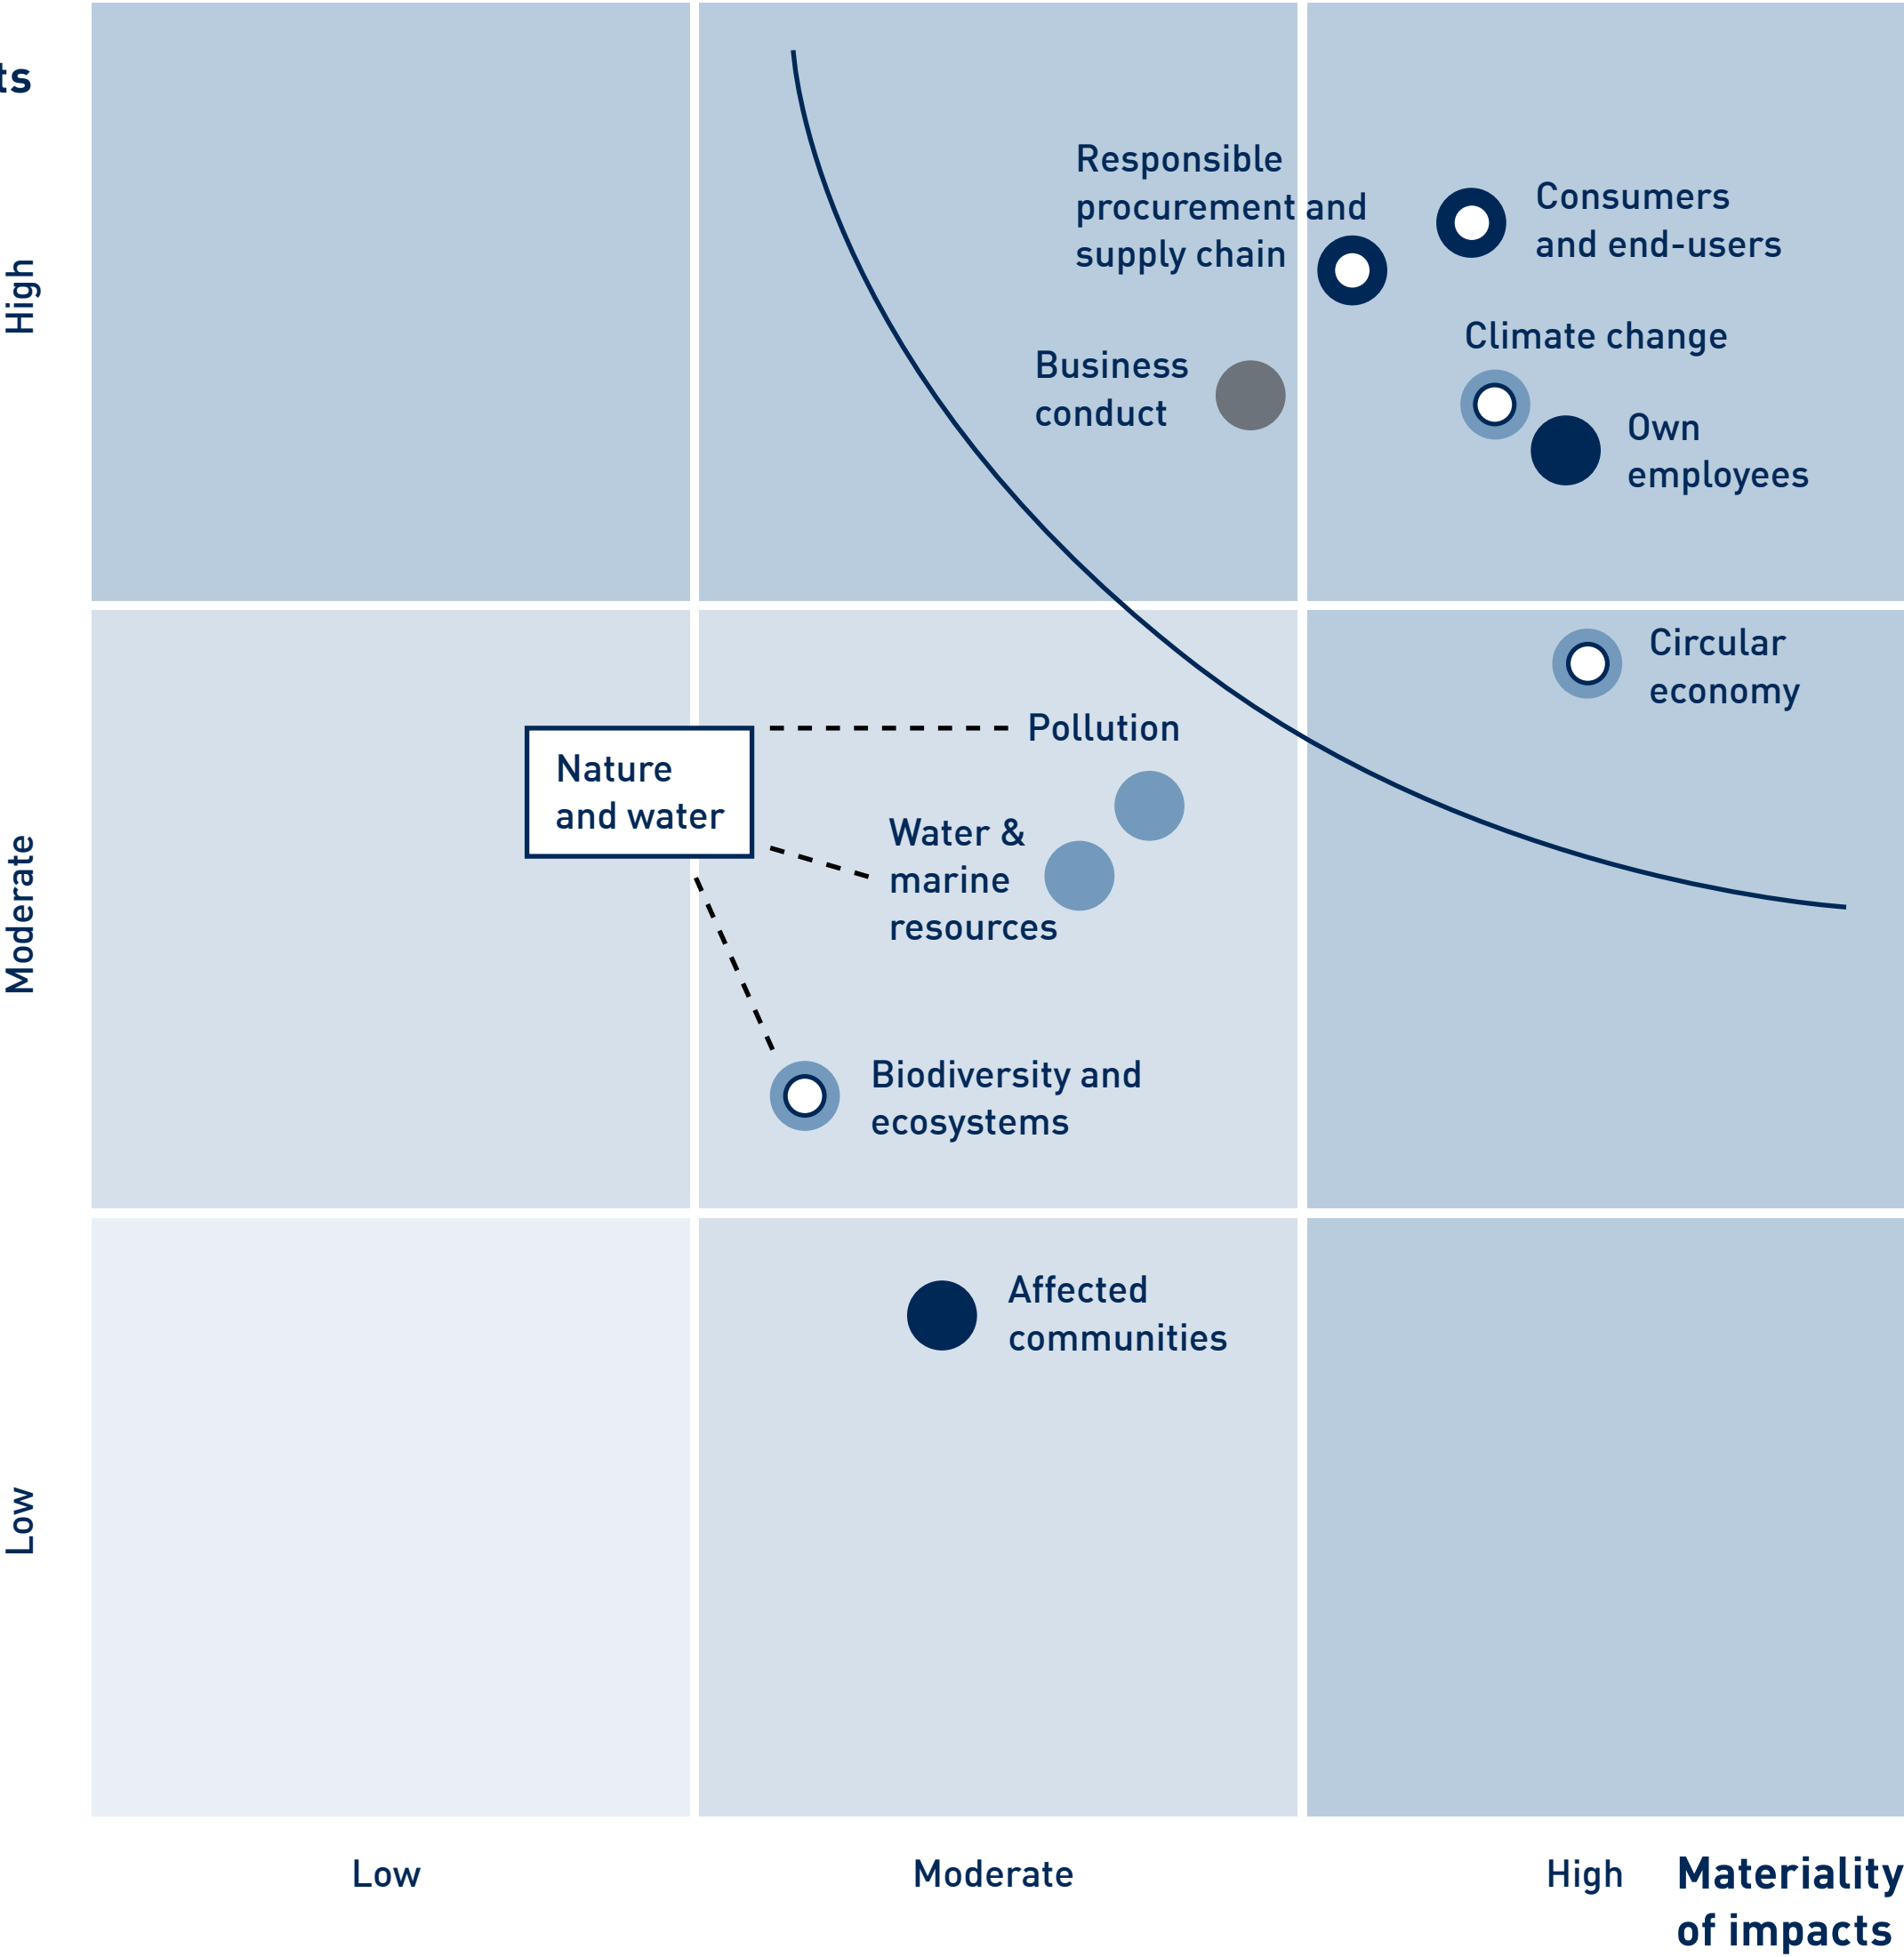 ts
High
Moderate
Low
Responsible
procurement and
supply chain
Consumers
and end-users
Climate change
Business
conduct
Own
employees
Circular
economy
Pollution
Nature
and water
Water &
marine
resources
Biodiversity and
ecosystems
Affected
communities
Low
Moderate
High
Materiality
of impacts